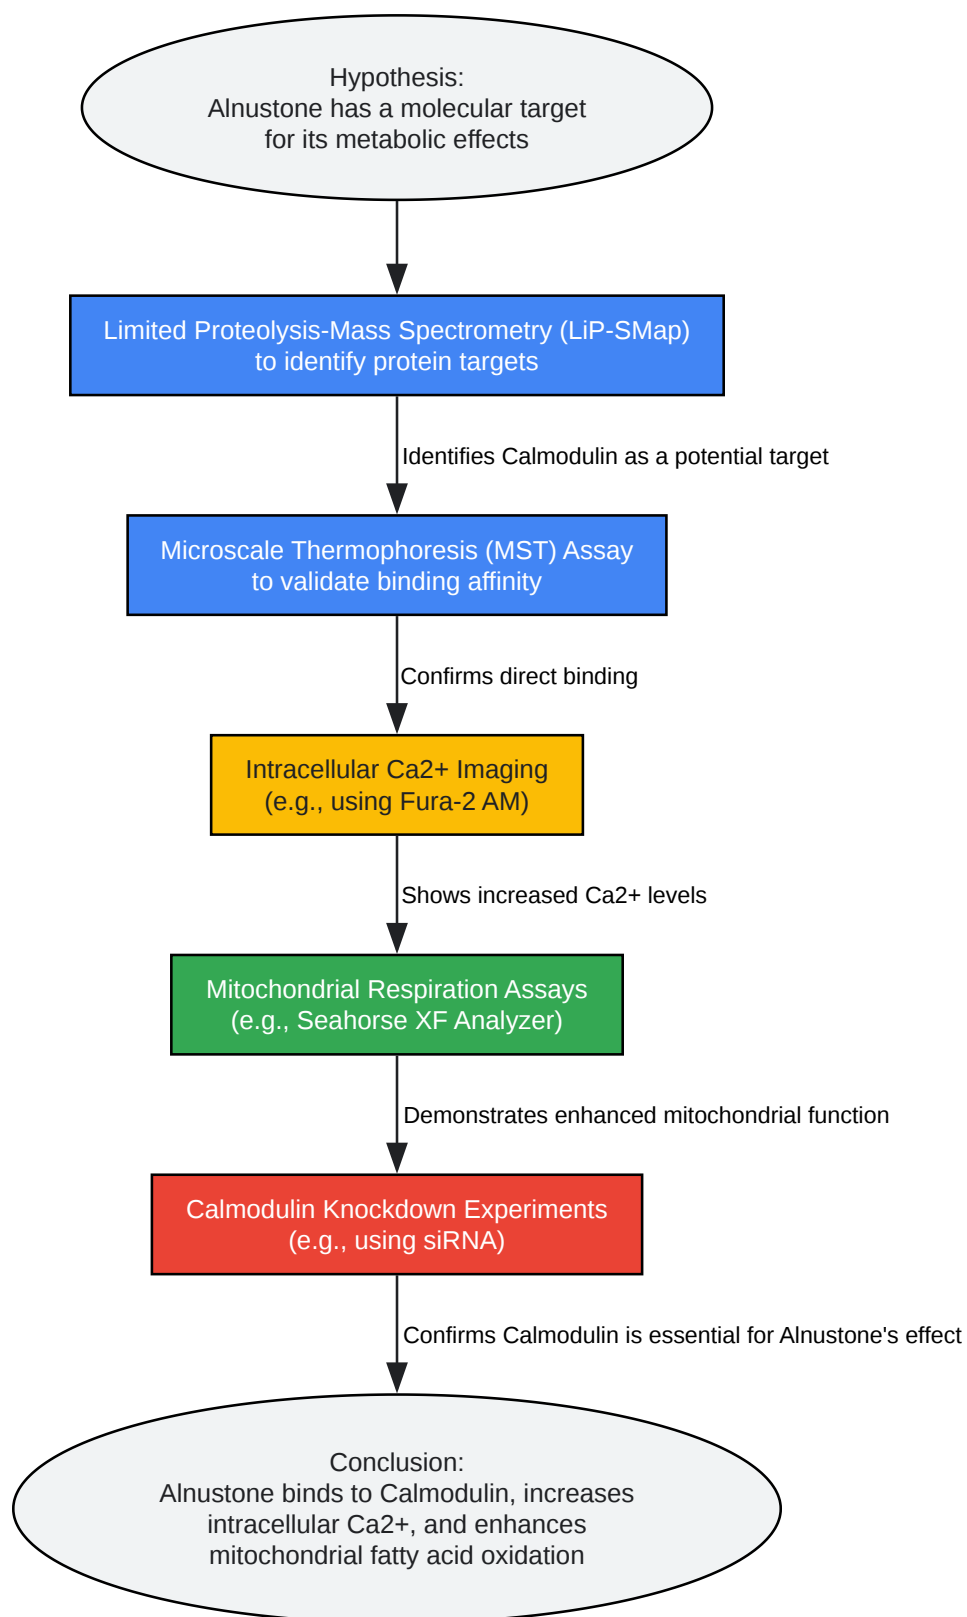 Hypothesis:
Alnustone has a molecular target
for its metabolic effects
Limited Proteolysis-Mass Spectrometry (LiP-SMap)
to identify protein targets
Identifies Calmodulin as a potential target
Microscale Thermophoresis (MST) Assay
to validate binding affinity
Confirms direct binding
Intracellular Ca2+ Imaging
(e.g., using Fura-2 AM)
Shows increased Ca2+ levels
Mitochondrial Respiration Assays
(e.g., Seahorse XF Analyzer)
Demonstrates enhanced mitochondrial function
Calmodulin Knockdown Experiments
(e.g., using siRNA)
Confirms Calmodulin is essential for Alnustone's effect
Conclusion:
Alnustone binds to Calmodulin, increases
intracellular Ca2+, and enhances
mitochondrial fatty acid oxidation